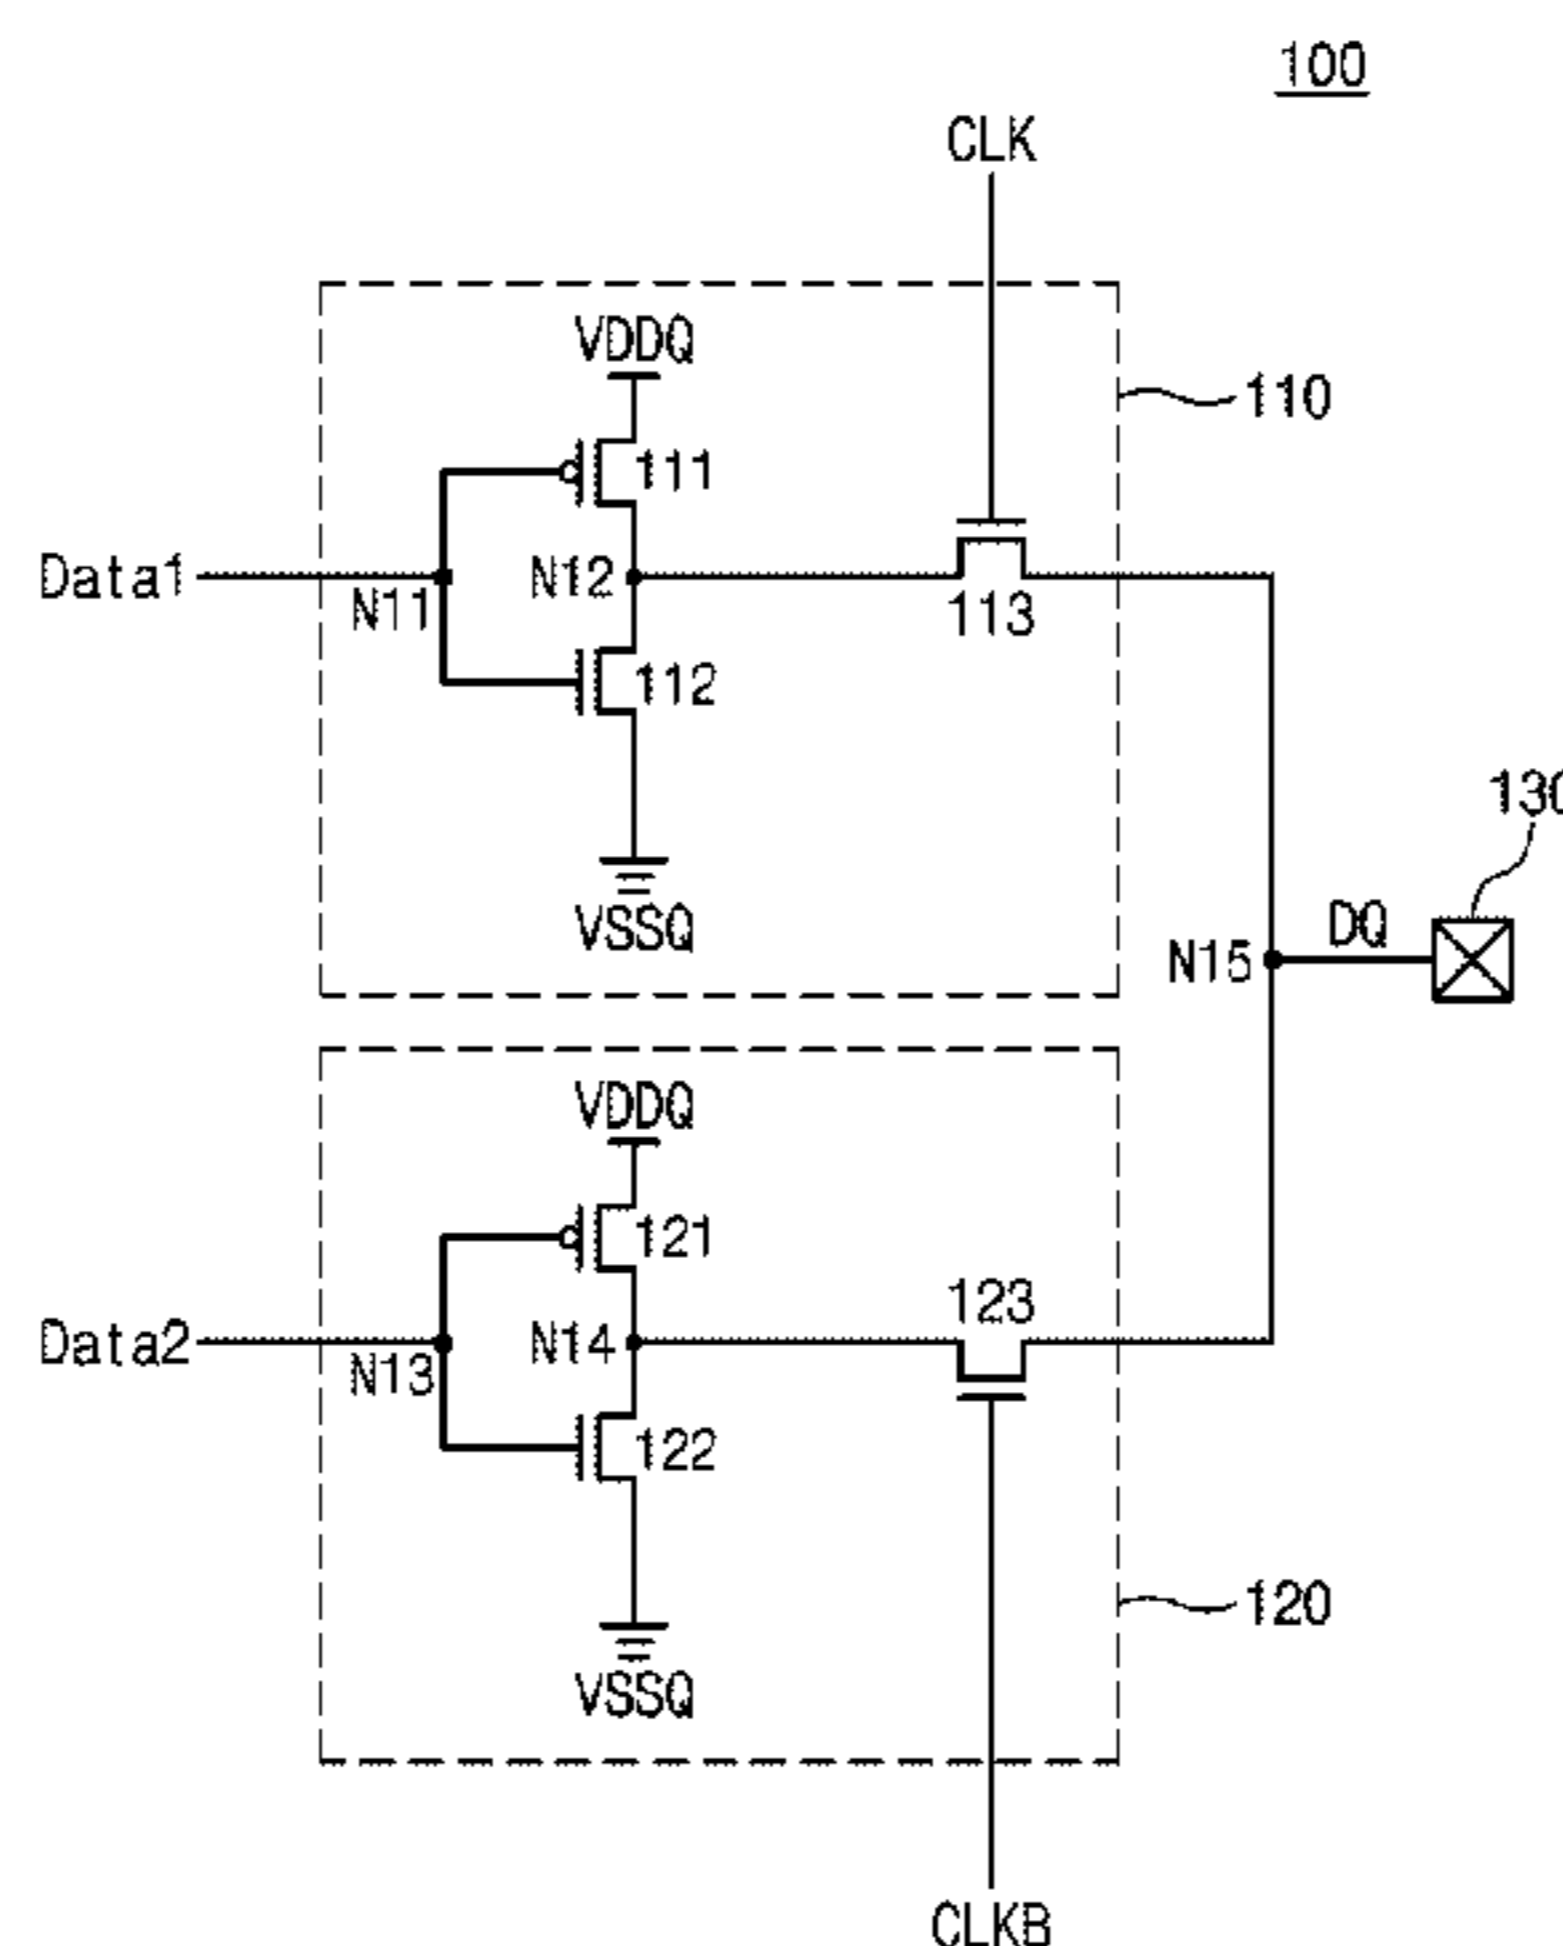 100
CLK
VDDQ
110
111
Data1
N11
N12
113
112
VSSQ
130
DQ
N15
VDDQ
121
123
Data2
N13
N14
122
120
VSSQ
CLKB